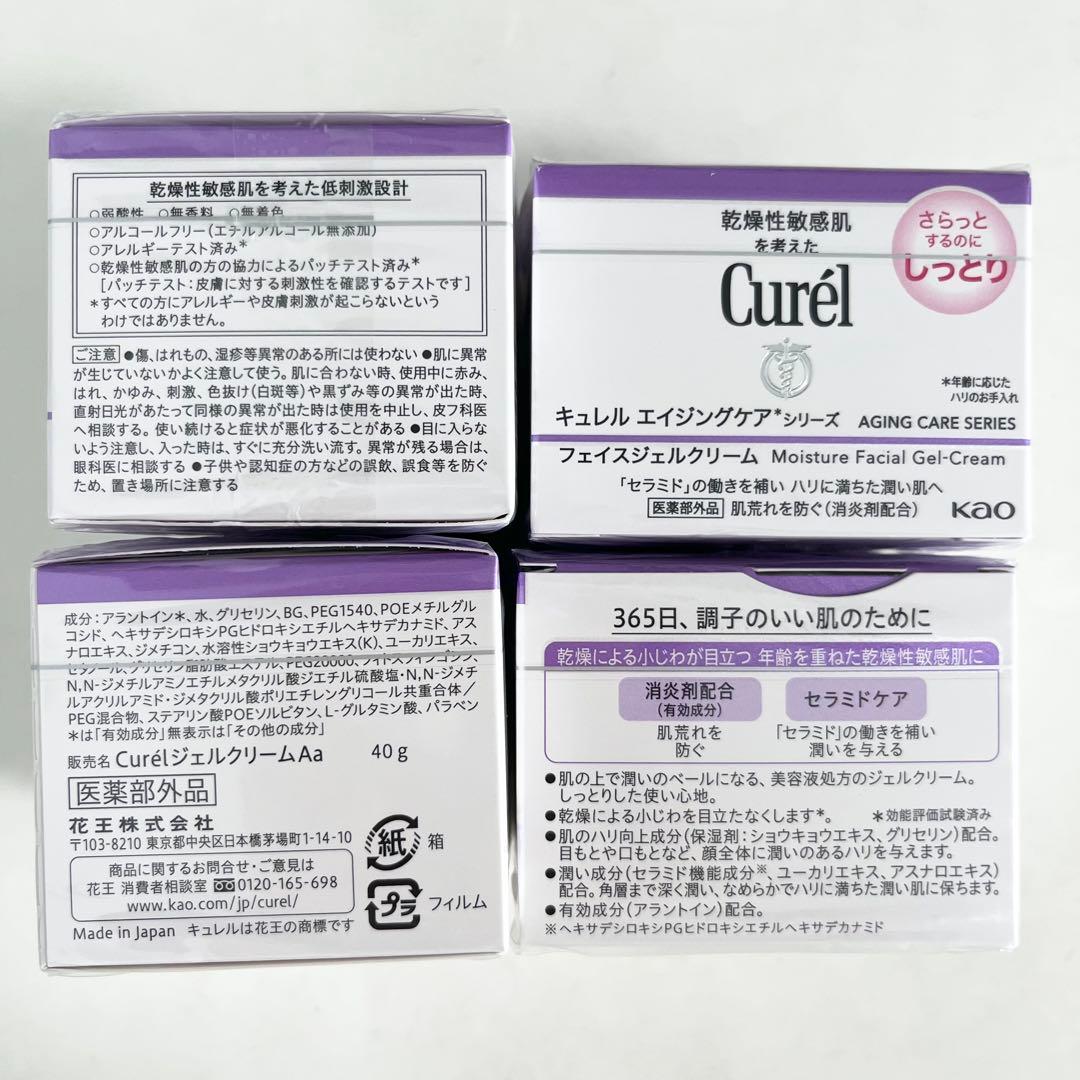 乾燥性敏感肌を考えた低刺激設計
○弱酸性 ○無香料 ○無着色
○アルコールフリー(エチルアルコール無添加)
○アレルギーテスト済み*
○乾燥性敏感肌の方の協力によるパッチテスト済み*
[パッチテスト:皮膚に対する刺激性を確認するテストです]
*すべての方にアレルギーや皮膚刺激が起こらないという
わけではありません。
ご注意 ●傷、はれもの、湿疹等異常のある所には使わない ●肌に異常
が生じていないかよく注意して使う。肌に合わない時、使用中に赤み、
はれ、かゆみ、刺激、色抜け(白斑等)や黒ずみ等の異常が出た時、
直射日光があたって同様の異常が出た時は使用を中止し、皮フ科医
へ相談する。使い続けると症状が悪化することがある ●目に入らな
いよう注意し、入った時は、すぐに充分洗い流す。異常が残る場合は、
眼科医に相談する ●子供や認知症の方などの誤飲、誤食等を防ぐ
ため、置き場所に注意する
乾燥性敏感肌
を考えた
Curél
さらっと
するのに
しっとり
*年齢に応じた
ハリのお手入れ
キュレル エイジングケア*シリーズ AGING CARE SERIES
フェイスジェルクリーム Moisture Facial Gel-Cream
「セラミド」の働きを補い ハリに満ちた潤い肌へ
医薬部外品 肌荒れを防ぐ(消炎剤配合)
Kao
成分:アラントイン*、水、グリセリン、BG、PEG1540、POEメチルグル
コシド、ヘキサデシロキシPGヒドロキシエチルヘキサデカナミド、アス
ナロエキス、ジメチコン、水溶性ショウキョウエキス(K)、ユーカリエキス、
セタノール、グリセリン脂肪酸エステル、PEG20000、フィトスフィンゴシン、
N,N-ジメチルアミノエチルメタクリル酸ジエチル硫酸塩・N,N-ジメチ
ルアクリルアミド・ジメタクリル酸ポリエチレングリコール共重合体/
PEG混合物、ステアリン酸POEソルビタン、L-グルタミン酸、パラベン
*は「有効成分」無表示は「その他の成分」
販売名 CurélジェルクリームAa 40g
医薬部外品
花王株式会社
〒103-8210 東京都中央区日本橋茅場町1-14-10
商品に関するお問合せ・ご意見は
花王 消費者相談室 0120-165-698
www.kao.com/jp/curel/
Made in Japan キュレルは花王の商標です
紙 箱
プラ フィルム
365日、調子のいい肌のために
乾燥による小じわが目立つ 年齢を重ねた乾燥性敏感肌に
消炎剤配合
(有効成分)
肌荒れを
防ぐ
セラミドケア
「セラミド」の働きを補い
潤いを与える
●肌の上で潤いのベールになる、美容液処方のジェルクリーム。
しっとりした使い心地。
●乾燥による小じわを目立たなくします*。 *効能評価試験済み
●肌のハリ向上成分(保湿剤:ショウキョウエキス、グリセリン)配合。
目もとや口もとなど、顔全体に潤いのあるハリを与えます。
●潤い成分(セラミド機能成分※、ユーカリエキス、アスナロエキス)
配合。角層まで深く潤い、なめらかでハリに満ちた潤い肌に保ちます。
●有効成分(アラントイン)配合。
※ヘキサデシロキシPGヒドロキシエチルヘキサデカナミド